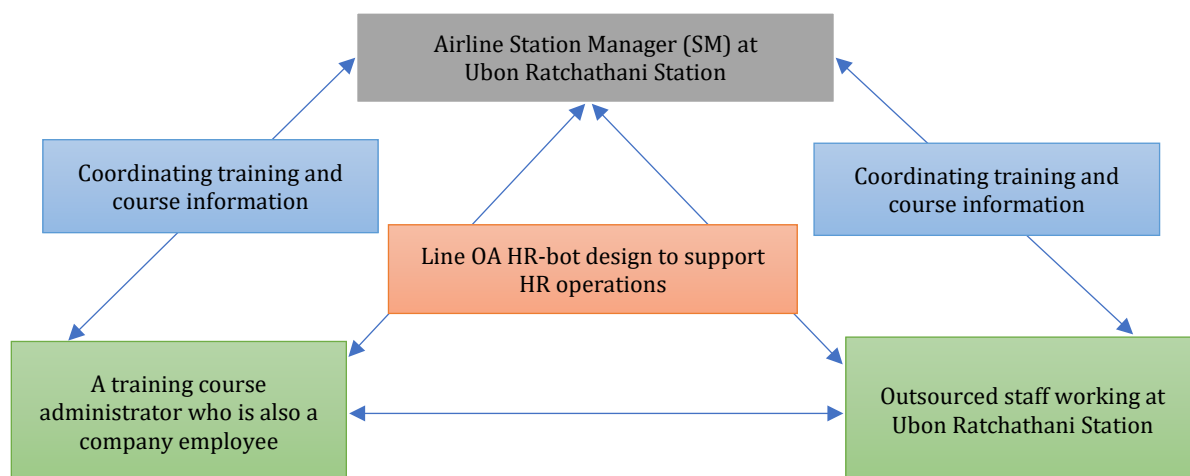 Airline Station Manager (SM) at
Ubon Ratchathani Station
Coordinating training and
course information
Coordinating training and
course information
Line OA HR-bot design to support
HR operations
A training course
administrator who is also a
company employee
Outsourced staff working at
Ubon Ratchathani Station